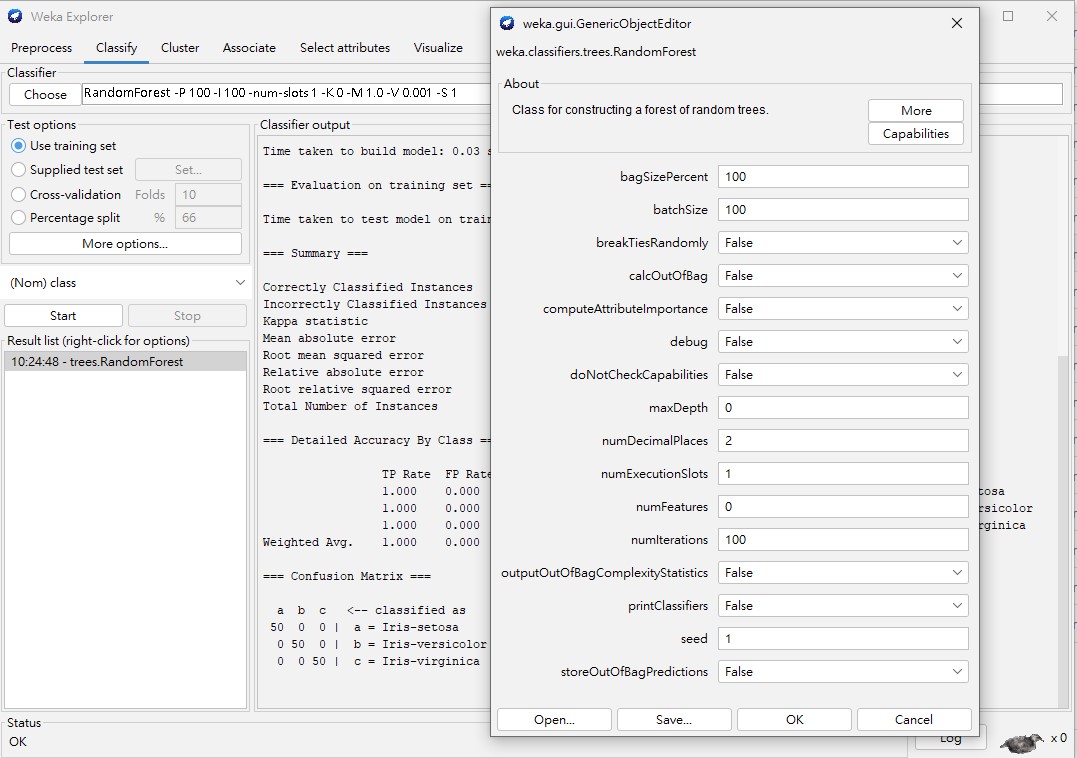 Weka Explorer
Preprocess Classify Cluster Associate Select attributes Visualize
Classifier
Choose RandomForest -P 100 -I 100 -num-slots 1 -K 0 -M 1.0 -V 0.001 -S 1
Test options
Use training set
Supplied test set Set...
Cross-validation Folds 10
Percentage split % 66
More options...
(Nom) class
Start Stop
Result list (right-click for options)
10:24:48 - trees.RandomForest
Classifier output
Time taken to build model: 0.03 s
=== Evaluation on training set ==
Time taken to test model on train
=== Summary ===
Correctly Classified Instances
Incorrectly Classified Instances
Kappa statistic
Mean absolute error
Root mean squared error
Relative absolute error
Root relative squared error
Total Number of Instances
=== Detailed Accuracy By Class ==
TP Rate FP Rate
1.000 0.000 tosa
1.000 0.000 rsicolor
1.000 0.000 rginica
Weighted Avg. 1.000 0.000
=== Confusion Matrix ===
a b c <-- classified as
50 0 0 | a = Iris-setosa
0 50 0 | b = Iris-versicolor
0 0 50 | c = Iris-virginica
weka.gui.GenericObjectEditor
weka.classifiers.trees.RandomForest
About
Class for constructing a forest of random trees.
More
Capabilities
bagSizePercent 100
batchSize 100
breakTiesRandomly False
calcOutOfBag False
computeAttributeImportance False
debug False
doNotCheckCapabilities False
maxDepth 0
numDecimalPlaces 2
numExecutionSlots 1
numFeatures 0
numIterations 100
outputOutOfBagComplexityStatistics False
printClassifiers False
seed 1
storeOutOfBagPredictions False
Open... Save... OK Cancel
Status
OK
Log x 0